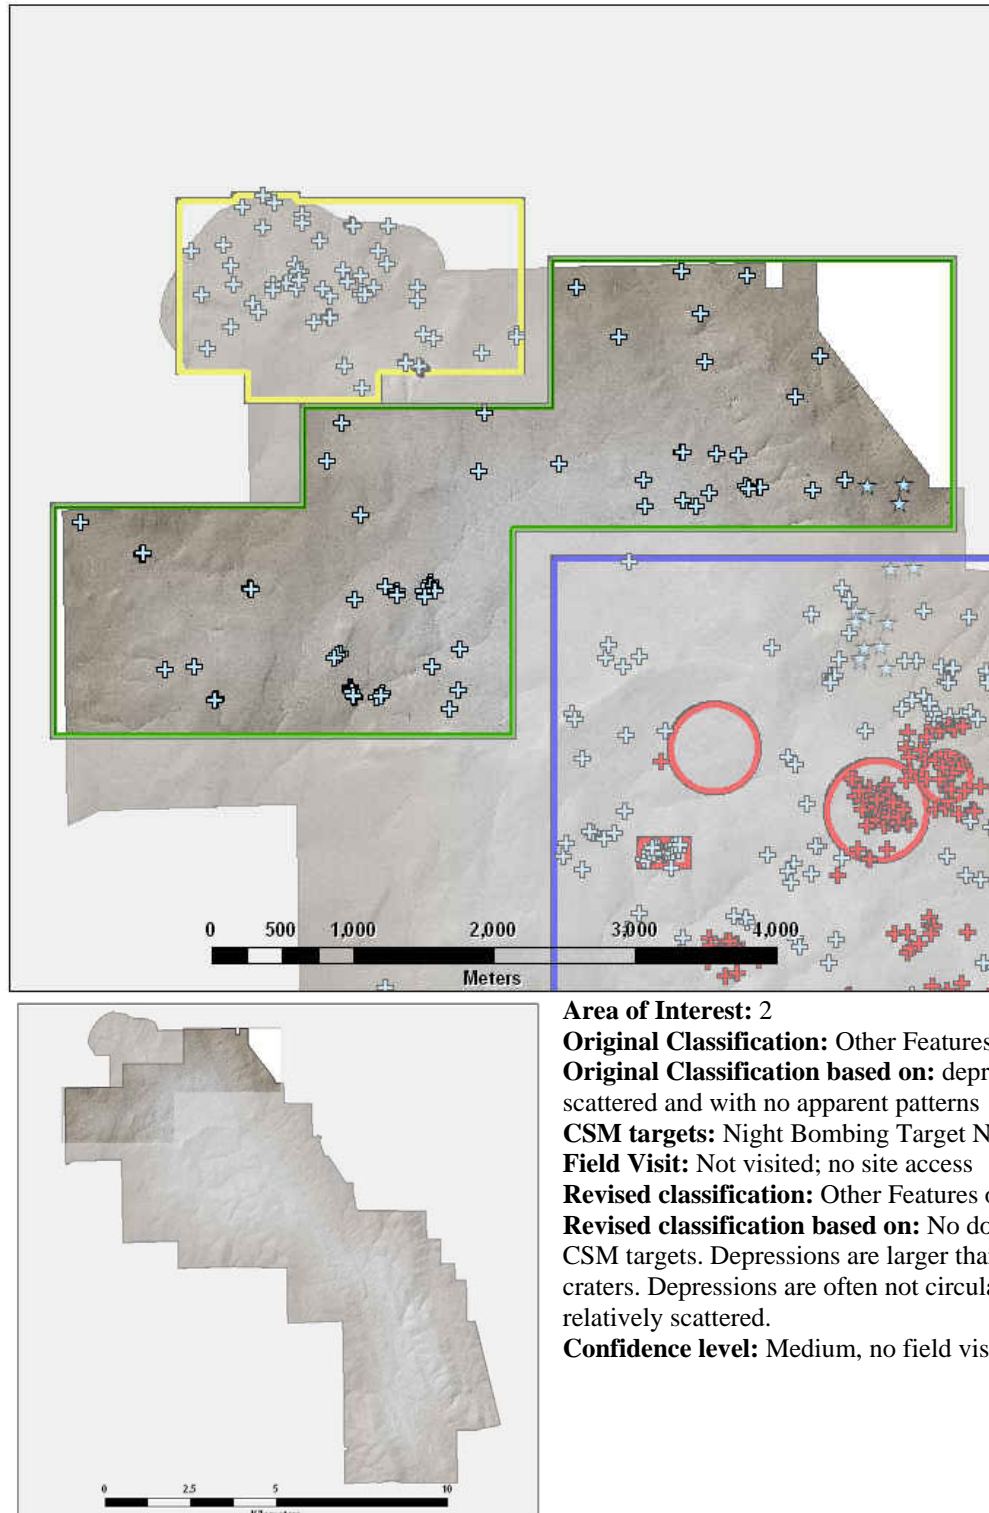 0 500 1,000 2,000 3,000 4,000
Meters
0 2.5 5 10
Area of Interest: 2
Original Classification: Other Features
Original Classification based on: depr
scattered and with no apparent patterns
CSM targets: Night Bombing Target N
Field Visit: Not visited; no site access
Revised classification: Other Features o
Revised classification based on: No do
CSM targets. Depressions are larger tha
craters. Depressions are often not circula
relatively scattered.
Confidence level: Medium, no field vis